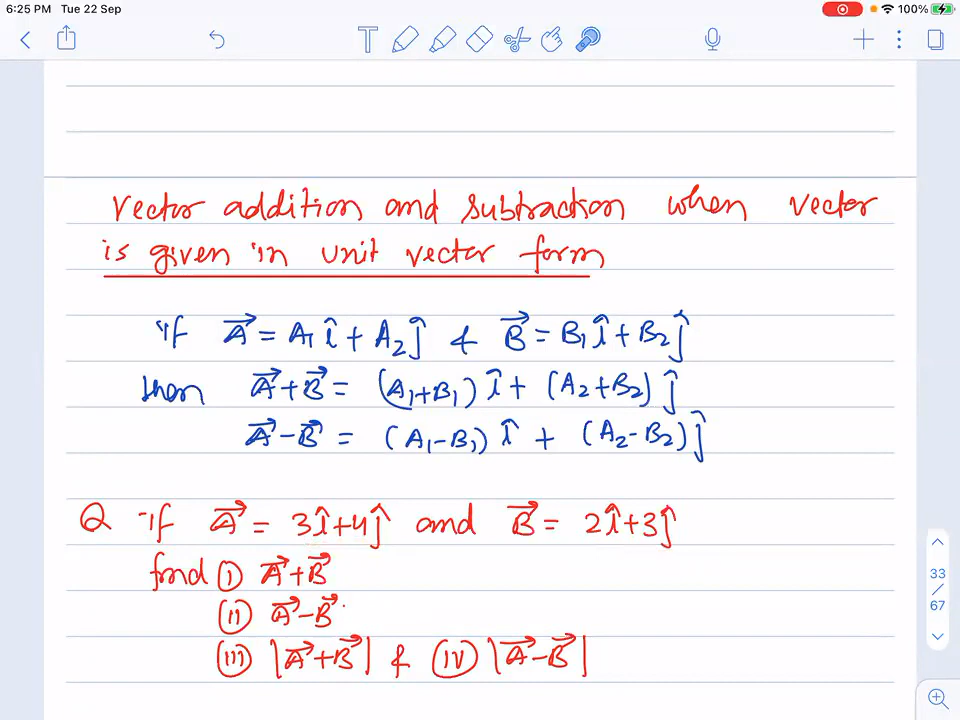 6:25 PM Tue 22 Sep 100%
T
Vector addition and subtraction when vector
is given in unit vector form
if A⃗ = A₁ î + A₂ ĵ & B⃗ = B₁ î + B₂ ĵ
then A⃗ + B⃗ = (A₁+B₁) î + (A₂+B₂) ĵ
A⃗ − B⃗ = (A₁−B₁) î + (A₂−B₂) ĵ
Q if A⃗ = 3î+4ĵ and B⃗ = 2î+3ĵ
find (i) A⃗+B⃗
(ii) A⃗−B⃗
(iii) |A⃗+B⃗| & (iv) |A⃗−B⃗|
33
/
67